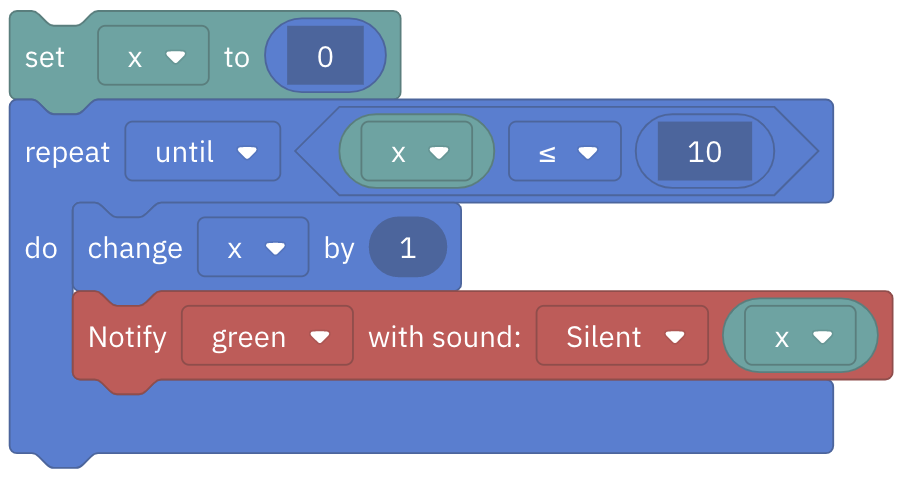 set x to 0
repeat until x ≤ 10
do change x by 1
Notify green with sound: Silent x